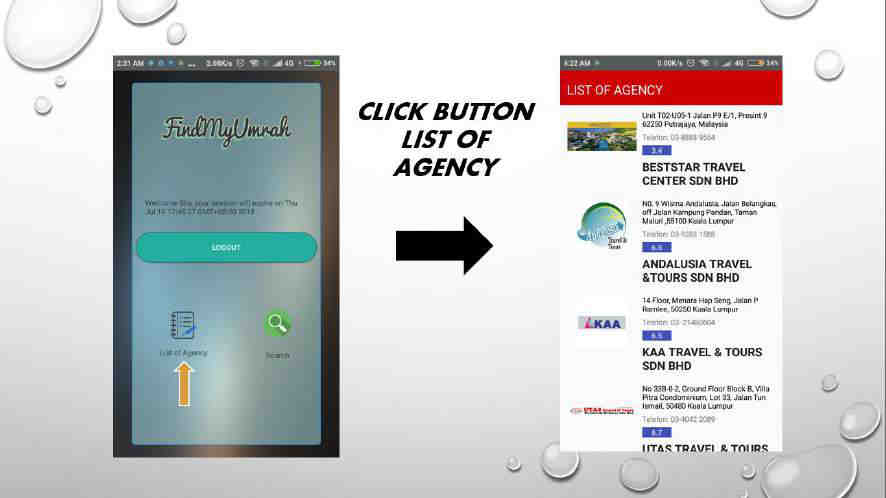 2:31 AM
2.08K/s
4G
34%
FindMyUmrah
Welcome
your session will expire on Thu
Jul 19 17:45:27 GMT+08:00 2018
LOGOUT
List of Agency
Search
CLICK BUTTON
LIST OF
AGENCY
6:22 AM
0.00K/s
4G
34%
LIST OF AGENCY
Unit T02-U05-1 Jalan P9 E/1, Presint 9
62250 Putrajaya, Malaysia
Telefon: 03-8888 9564
3.4
BESTSTAR TRAVEL
CENTER SDN BHD
NO. 9 Wisma Andalusia, Jalan Belangkas,
off Jalan Kampung Pandan, Taman
Maluri ,55100 Kuala Lumpur
Telefon: 03-9283 1588
6.6
ANDALUSIA TRAVEL
&TOURS SDN BHD
14 Floor, Menara Hap Seng, Jalan P
Ramlee, 50250 Kuala Lumpur
Telefon: 03-21460604
6.5
KAA
KAA TRAVEL & TOURS
SDN BHD
No 33B-6-2, Ground Floor Block B, Villa
Pitra Condominium, Lot 33, Jalan Tun
Ismail, 50480 Kuala Lumpur
UTAS
Telefon: 03-4042 2089
6.7
UTAS TRAVEL & TOURS